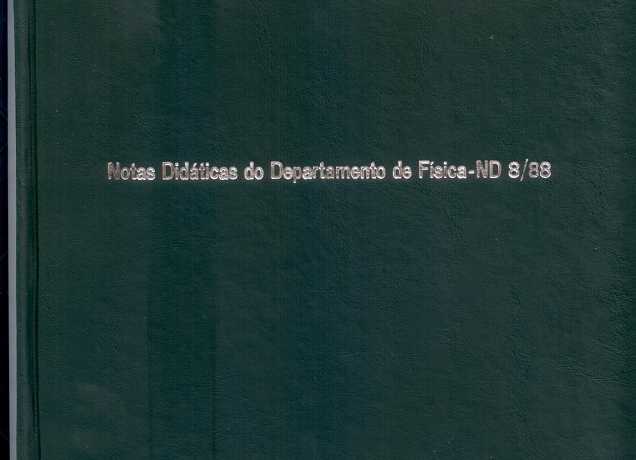 Notas Didáticas do Departamento de Física-ND 8/88